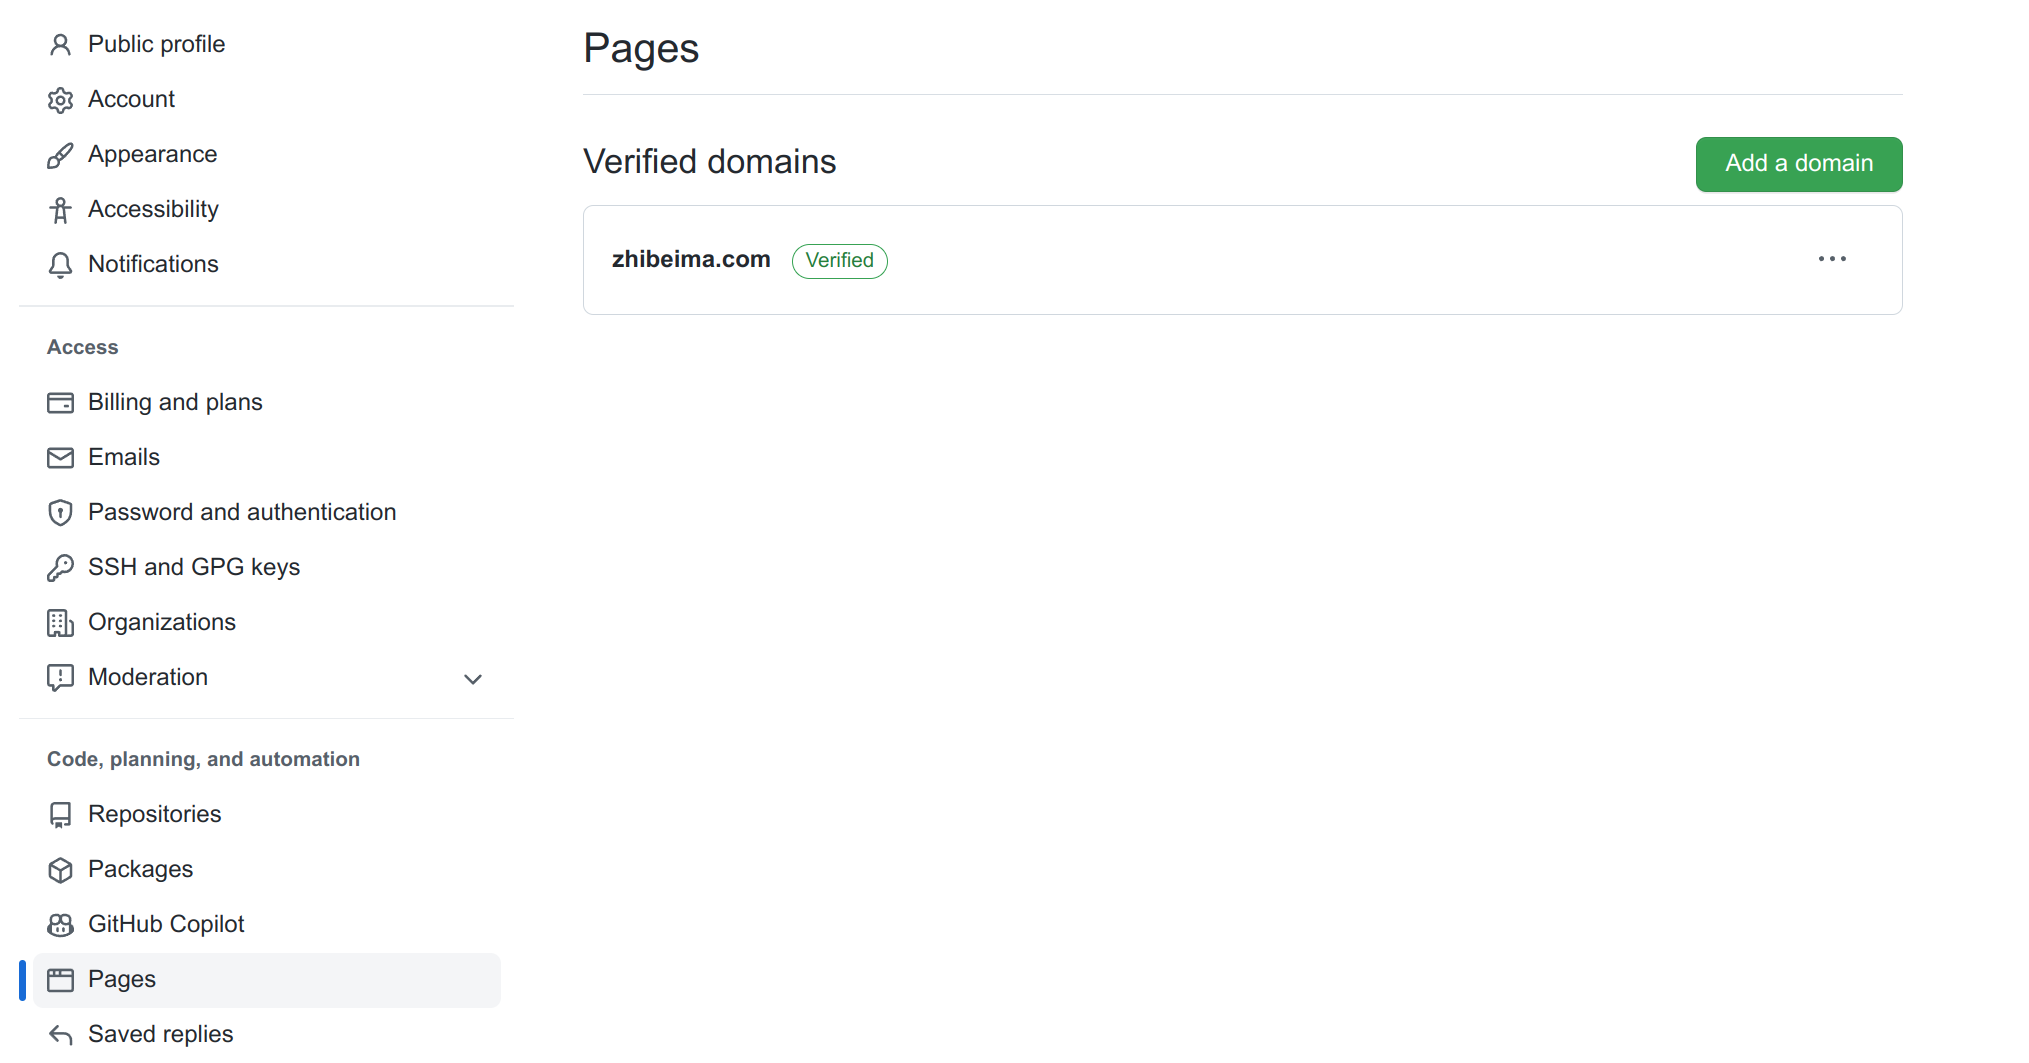 Public profile
Account
Appearance
Accessibility
Notifications
Access
Billing and plans
Emails
Password and authentication
SSH and GPG keys
Organizations
Moderation
Code, planning, and automation
Repositories
Packages
GitHub Copilot
Pages
Saved replies
Pages
Verified domains
Add a domain
zhibeima.com Verified